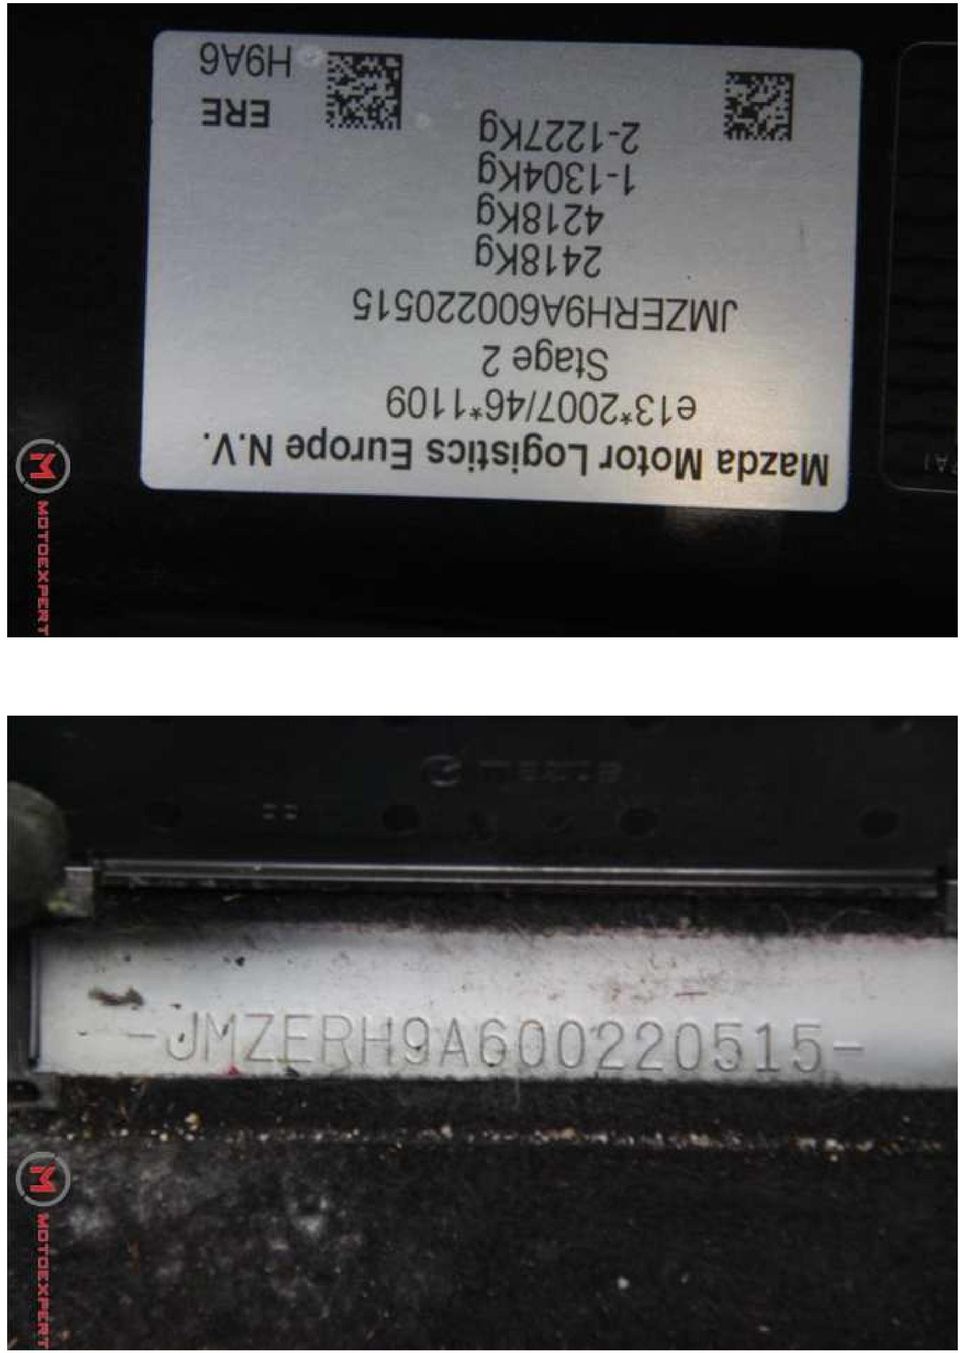 Mazda Motor Logistics Europe N.V.
e13*2007/46*1109
Stage 2
JMZERH9A600220515
2418Kg
4218Kg
1-1304Kg
2-1227Kg
ERE
H9A6
MOTOEXPERT
mazda
-JMZERH9A600220515-
MOTOEXPERT